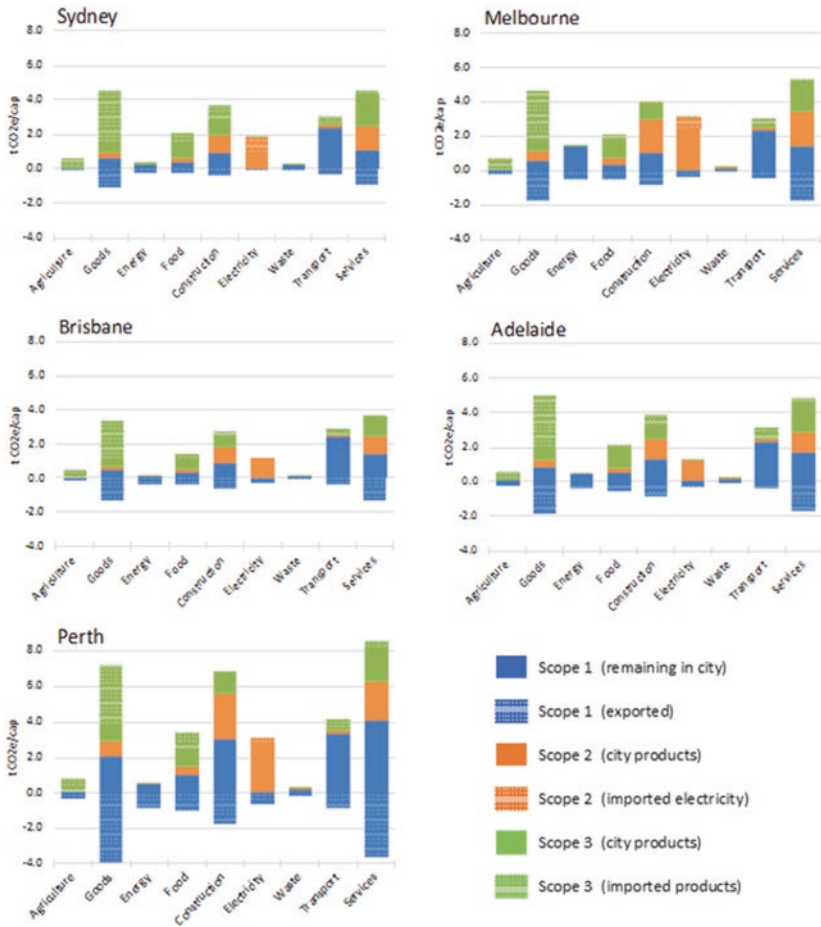 Sydney
8.0
6.0
4.0
2.0
0.0
-2.0
-4.0
tCO2e/cap
Agriculture
Goods
Energy
Food
Construction
Electricity
Waste
Transport
Services
Melbourne
8.0
6.0
4.0
2.0
0.0
-2.0
-4.0
tCO2e/cap
Agriculture
Goods
Energy
Food
Construction
Electricity
Waste
Transport
Services
Brisbane
8.0
6.0
4.0
2.0
0.0
-2.0
-4.0
tCO2e/cap
Agriculture
Goods
Energy
Food
Construction
Electricity
Waste
Transport
Services
Adelaide
8.0
6.0
4.0
2.0
0.0
-2.0
-4.0
tCO2e/cap
Agriculture
Goods
Energy
Food
Construction
Electricity
Waste
Transport
Services
Perth
8.0
6.0
4.0
2.0
0.0
-2.0
-4.0
tCO2e/cap
Agriculture
Goods
Energy
Food
Construction
Electricity
Waste
Transport
Services
Scope 1 (remaining in city)
Scope 1 (exported)
Scope 2 (city products)
Scope 2 (imported electricity)
Scope 3 (city products)
Scope 3 (imported products)